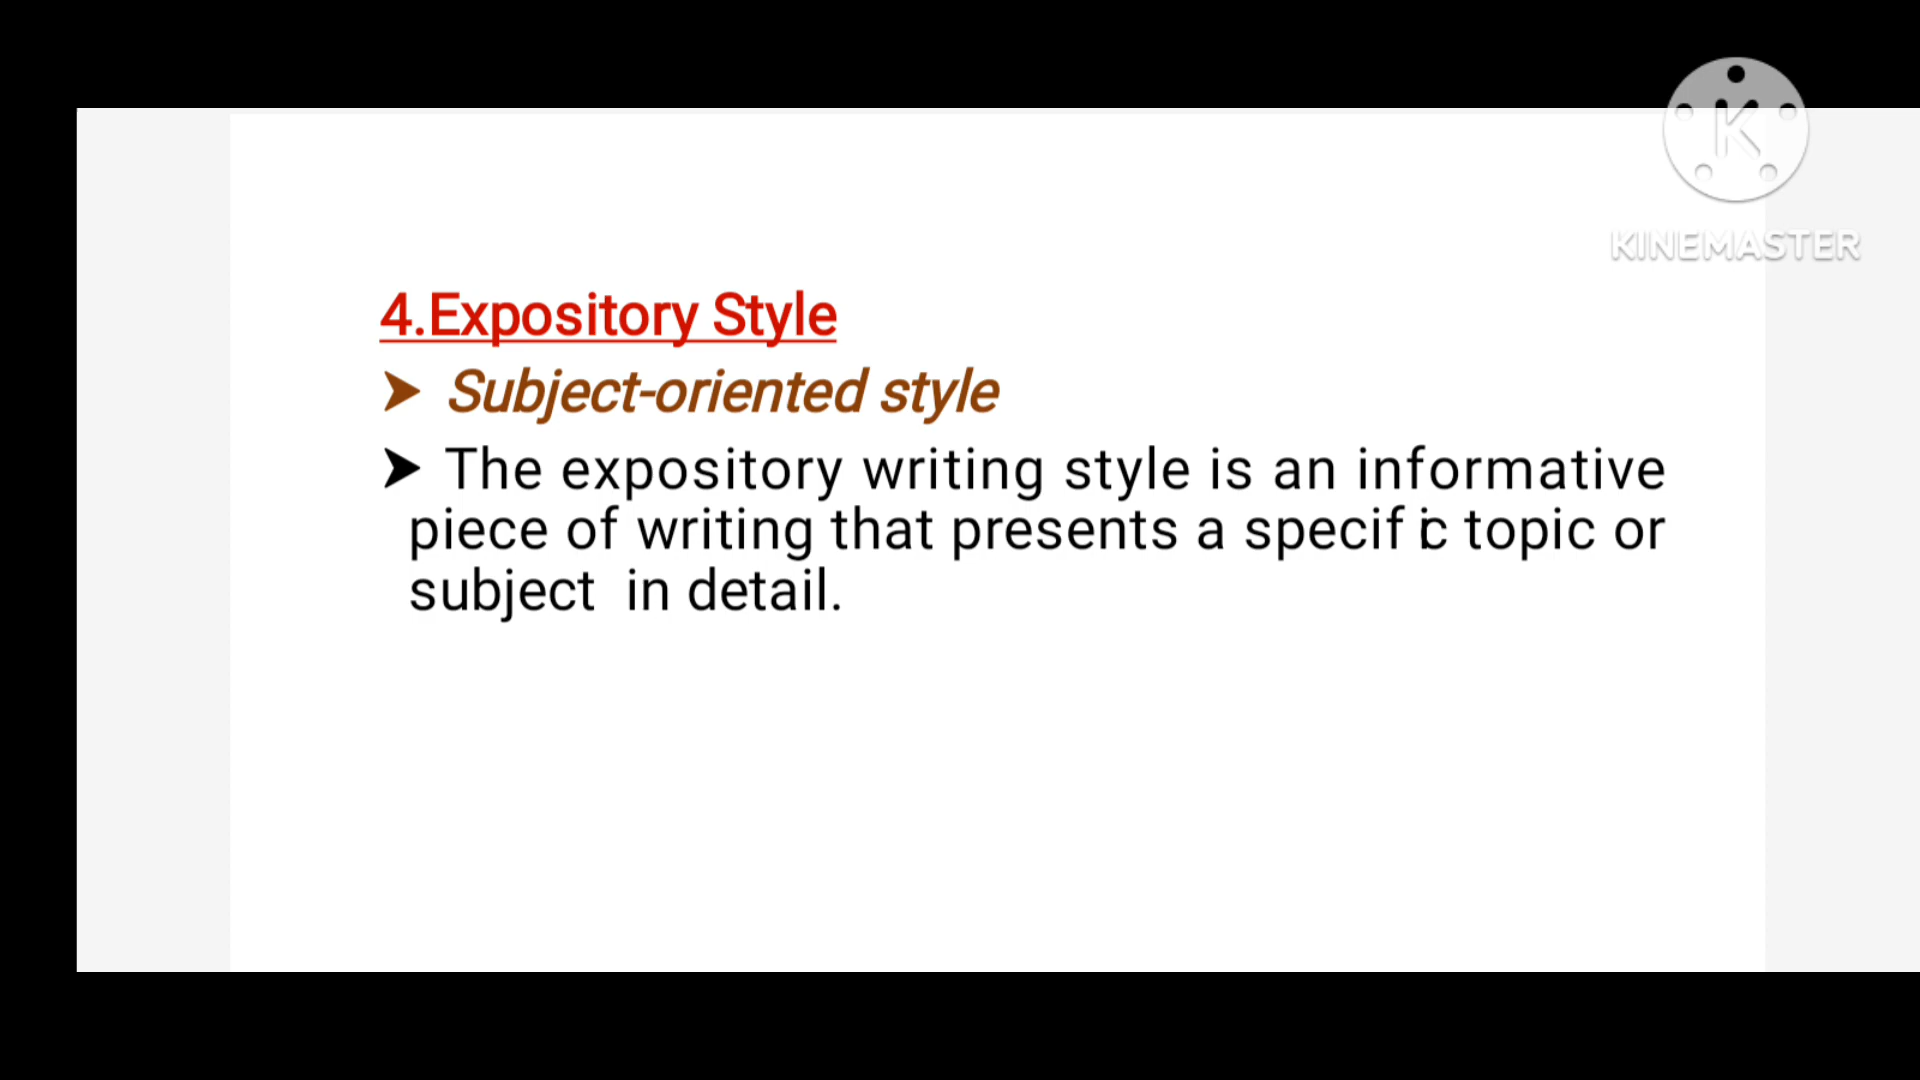 KINEMASTER
4.Expository Style
➤ Subject-oriented style
➤ The expository writing style is an informative
piece of writing that presents a specific topic or
subject in detail.